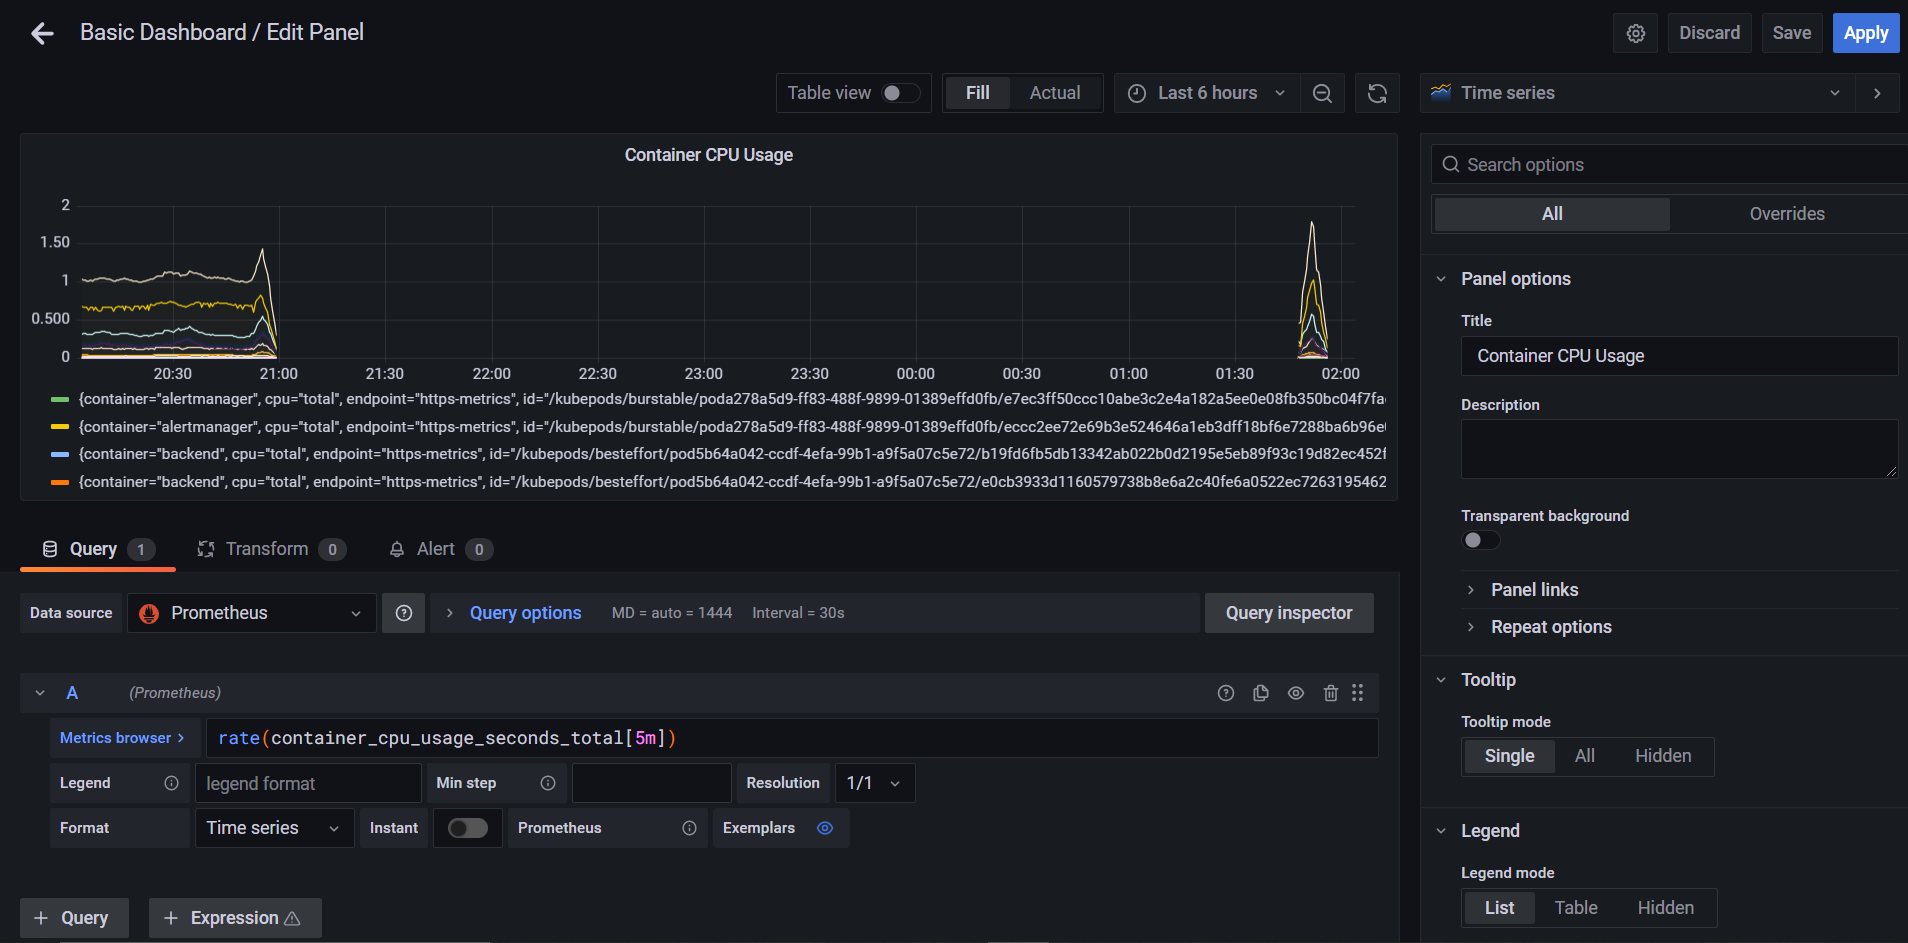 Basic Dashboard / Edit Panel
Discard
Save
Apply
Table view
Fill
Actual
Last 6 hours
Time series
Container CPU Usage
2
1.50
1
0.500
0
20:30 21:00 21:30 22:00 22:30 23:00 23:30 00:00 00:30 01:00 01:30 02:00
{container="alertmanager", cpu="total", endpoint="https-metrics", id="/kubepods/burstable/poda278a5d9-ff83-488f-9899-01389effd0fb/e7ec3ff50ccc10abe3c2e4a182a5ee0e08fb350bc04f7fa
{container="alertmanager", cpu="total", endpoint="https-metrics", id="/kubepods/burstable/poda278a5d9-ff83-488f-9899-01389effd0fb/eccc2ee72e69b3e524646a1eb3dff18bf6e7288ba6b96e
{container="backend", cpu="total", endpoint="https-metrics", id="/kubepods/besteffort/pod5b64a042-ccdf-4efa-99b1-a9f5a07c5e72/b19fd6fb5db13342ab022b0d2195e5eb89f93c19d82ec452f
{container="backend", cpu="total", endpoint="https-metrics", id="/kubepods/besteffort/pod5b64a042-ccdf-4efa-99b1-a9f5a07c5e72/e0cb3933d1160579738b8e6a2c40fe6a0522ec7263195462
Query 1
Transform 0
Alert 0
Data source
Prometheus
Query options
MD = auto = 1444
Interval = 30s
Query inspector
A
(Prometheus)
Metrics browser >
rate(container_cpu_usage_seconds_total[5m])
Legend
legend format
Min step
Resolution
1/1
Format
Time series
Instant
Prometheus
Exemplars
+ Query
+ Expression
Search options
All
Overrides
Panel options
Title
Container CPU Usage
Description
Transparent background
Panel links
Repeat options
Tooltip
Tooltip mode
Single
All
Hidden
Legend
Legend mode
List
Table
Hidden